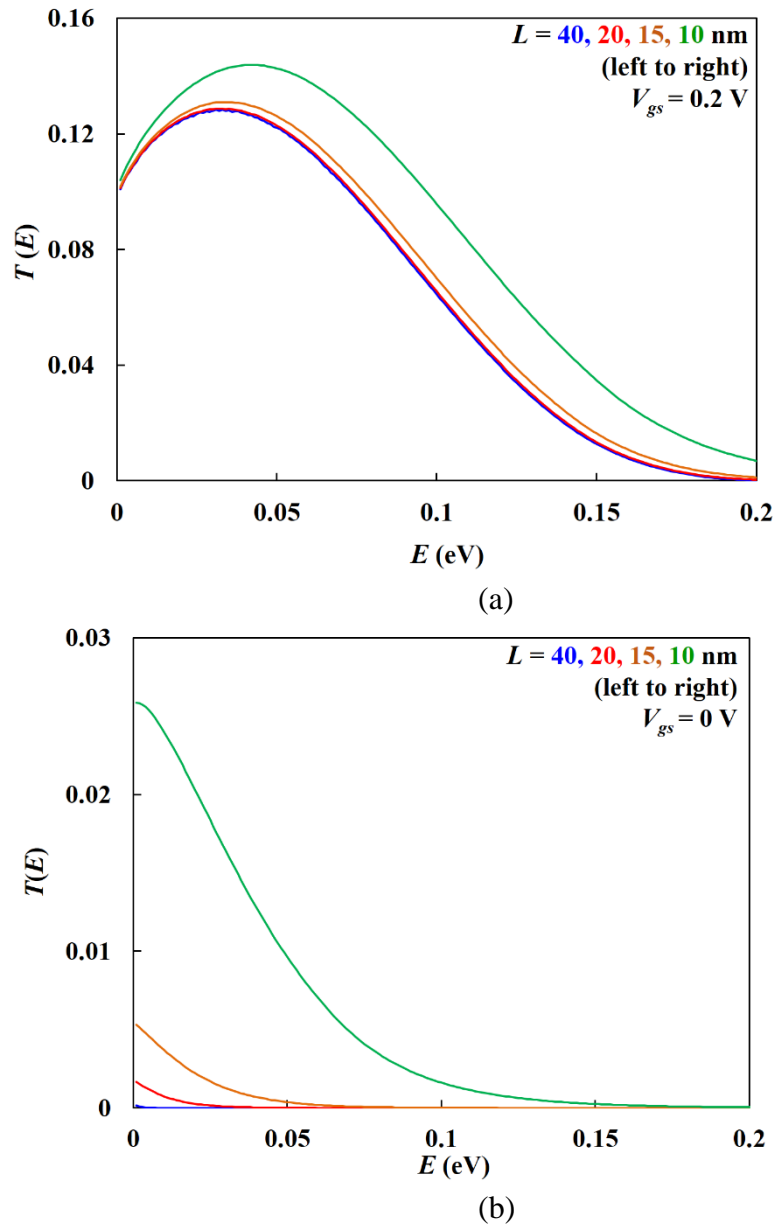 0.16
L = 40, 20, 15, 10 nm
(left to right)
V_gs = 0.2 V
0.12
0.08
T (E)
0.04
0
0 0.05 0.1 0.15 0.2
E (eV)
(a)
0.03
L = 40, 20, 15, 10 nm
(left to right)
V_gs = 0 V
0.02
T(E)
0.01
0
0 0.05 0.1 0.15 0.2
E (eV)
(b)